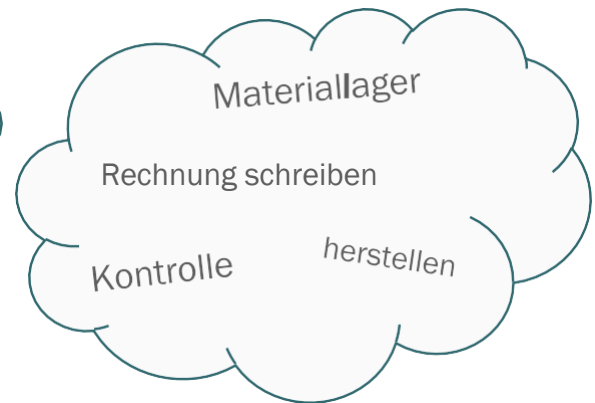 Materiallager
Rechnung schreiben
Kontrolle
herstellen